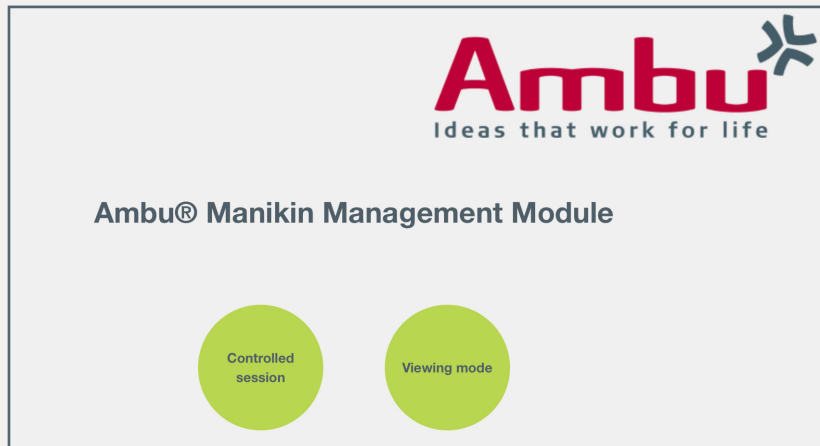 Ambu
Ideas that work for life
Ambu® Manikin Management Module
Controlled
session
Viewing mode